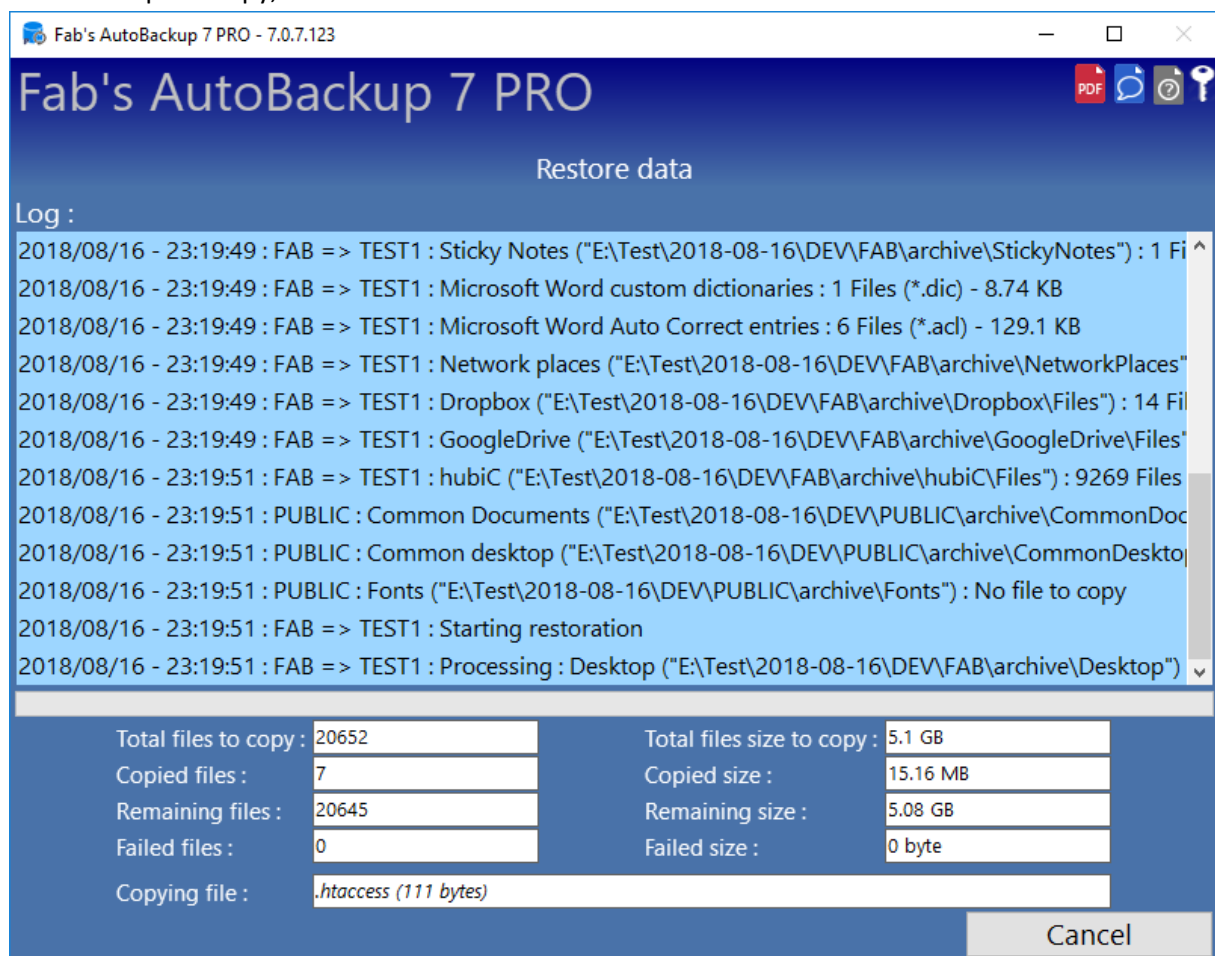 Fab's AutoBackup 7 PRO - 7.0.7.123
Fab's AutoBackup 7 PRO
PDF
Restore data
Log :
2018/08/16 - 23:19:49 : FAB => TEST1 : Sticky Notes ("E:\Test\2018-08-16\DEV\FAB\archive\StickyNotes") : 1 Fi
2018/08/16 - 23:19:49 : FAB => TEST1 : Microsoft Word custom dictionaries : 1 Files (*.dic) - 8.74 KB
2018/08/16 - 23:19:49 : FAB => TEST1 : Microsoft Word Auto Correct entries : 6 Files (*.acl) - 129.1 KB
2018/08/16 - 23:19:49 : FAB => TEST1 : Network places ("E:\Test\2018-08-16\DEV\FAB\archive\NetworkPlaces"
2018/08/16 - 23:19:49 : FAB => TEST1 : Dropbox ("E:\Test\2018-08-16\DEV\FAB\archive\Dropbox\Files") : 14 Fil
2018/08/16 - 23:19:49 : FAB => TEST1 : GoogleDrive ("E:\Test\2018-08-16\DEV\FAB\archive\GoogleDrive\Files"
2018/08/16 - 23:19:51 : FAB => TEST1 : hubiC ("E:\Test\2018-08-16\DEV\FAB\archive\hubiC\Files") : 9269 Files
2018/08/16 - 23:19:51 : PUBLIC : Common Documents ("E:\Test\2018-08-16\DEV\PUBLIC\archive\CommonDoc
2018/08/16 - 23:19:51 : PUBLIC : Common desktop ("E:\Test\2018-08-16\DEV\PUBLIC\archive\CommonDesktop
2018/08/16 - 23:19:51 : PUBLIC : Fonts ("E:\Test\2018-08-16\DEV\PUBLIC\archive\Fonts") : No file to copy
2018/08/16 - 23:19:51 : FAB => TEST1 : Starting restoration
2018/08/16 - 23:19:51 : FAB => TEST1 : Processing : Desktop ("E:\Test\2018-08-16\DEV\FAB\archive\Desktop")
Total files to copy : 20652 Total files size to copy : 5.1 GB
Copied files : 7 Copied size : 15.16 MB
Remaining files : 20645 Remaining size : 5.08 GB
Failed files : 0 Failed size : 0 byte
Copying file : .htaccess (111 bytes)
Cancel